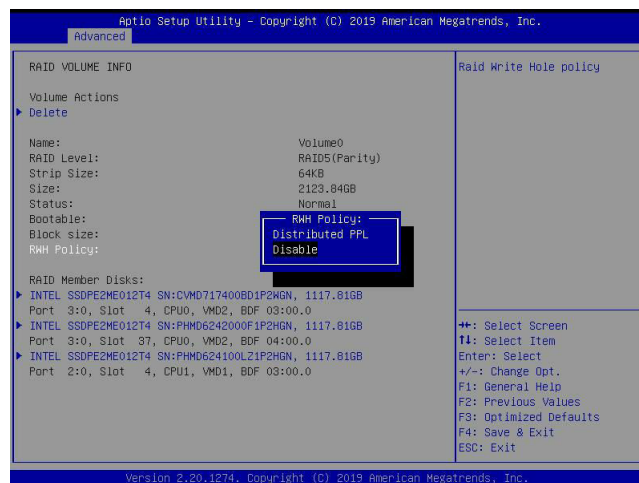 Aptio Setup Utility – Copyright (C) 2019 American Megatrends, Inc.
Advanced
RAID VOLUME INFO
Raid Write Hole policy
Volume Actions
Delete
Name: Volume0
RAID Level: RAID5(Parity)
Strip Size: 64KB
Size: 2123.84GB
Status: Normal
Bootable:
Block size:
RWH Policy:
RWH Policy:
Distributed PPL
Disable
RAID Member Disks:
INTEL SSDPE2ME012T4 SN:CVMD717400BD1P2WGN, 1117.81GB
Port 3:0, Slot 4, CPU0, VMD2, BDF 03:00.0
INTEL SSDPE2ME012T4 SN:PHMD6242000F1P2HGN, 1117.81GB
Port 3:0, Slot 37, CPU0, VMD2, BDF 04:00.0
INTEL SSDPE2ME012T4 SN:PHMD624100LZ1P2HGN, 1117.81GB
Port 2:0, Slot 4, CPU1, VMD1, BDF 03:00.0
→←: Select Screen
↑↓: Select Item
Enter: Select
+/-: Change Opt.
F1: General Help
F2: Previous Values
F3: Optimized Defaults
F4: Save & Exit
ESC: Exit
Version 2.20.1274. Copyright (C) 2019 American Megatrends, Inc.